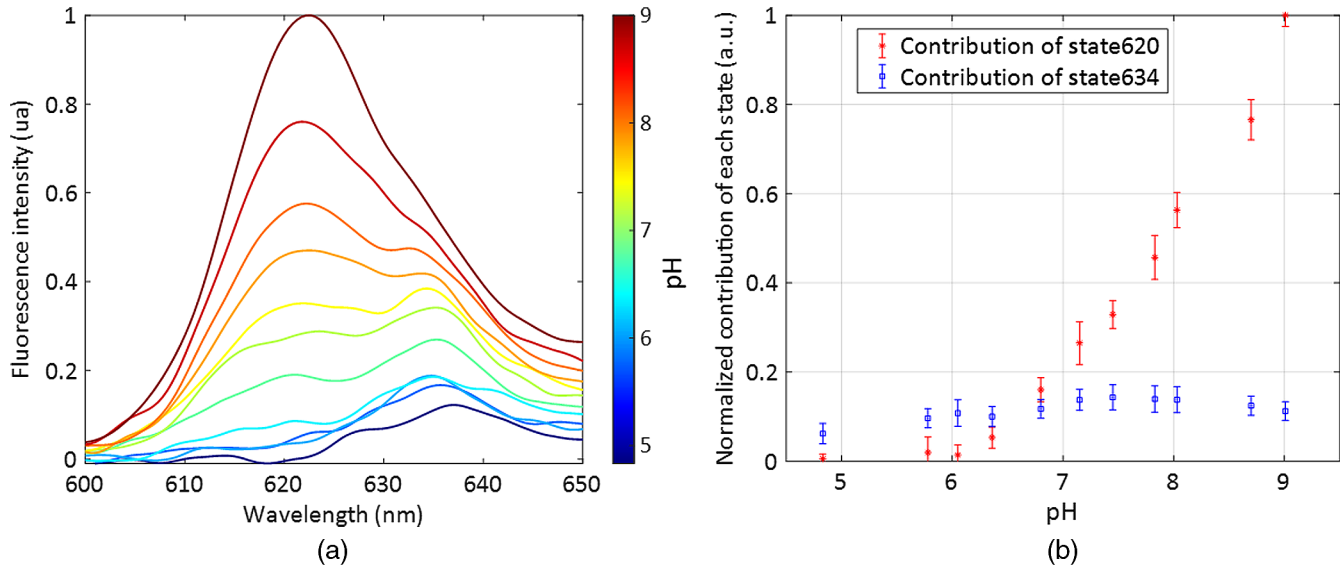 Fluorescence intensity (ua)
1
0.8
0.6
0.4
0.2
0
600 610 620 630 640 650
Wavelength (nm)
(a)
9
8
7
6
5
pH
Normalized contribution of each state (a.u.)
1
0.8
0.6
0.4
0.2
0
Contribution of state620
Contribution of state634
5 6 7 8 9
pH
(b)